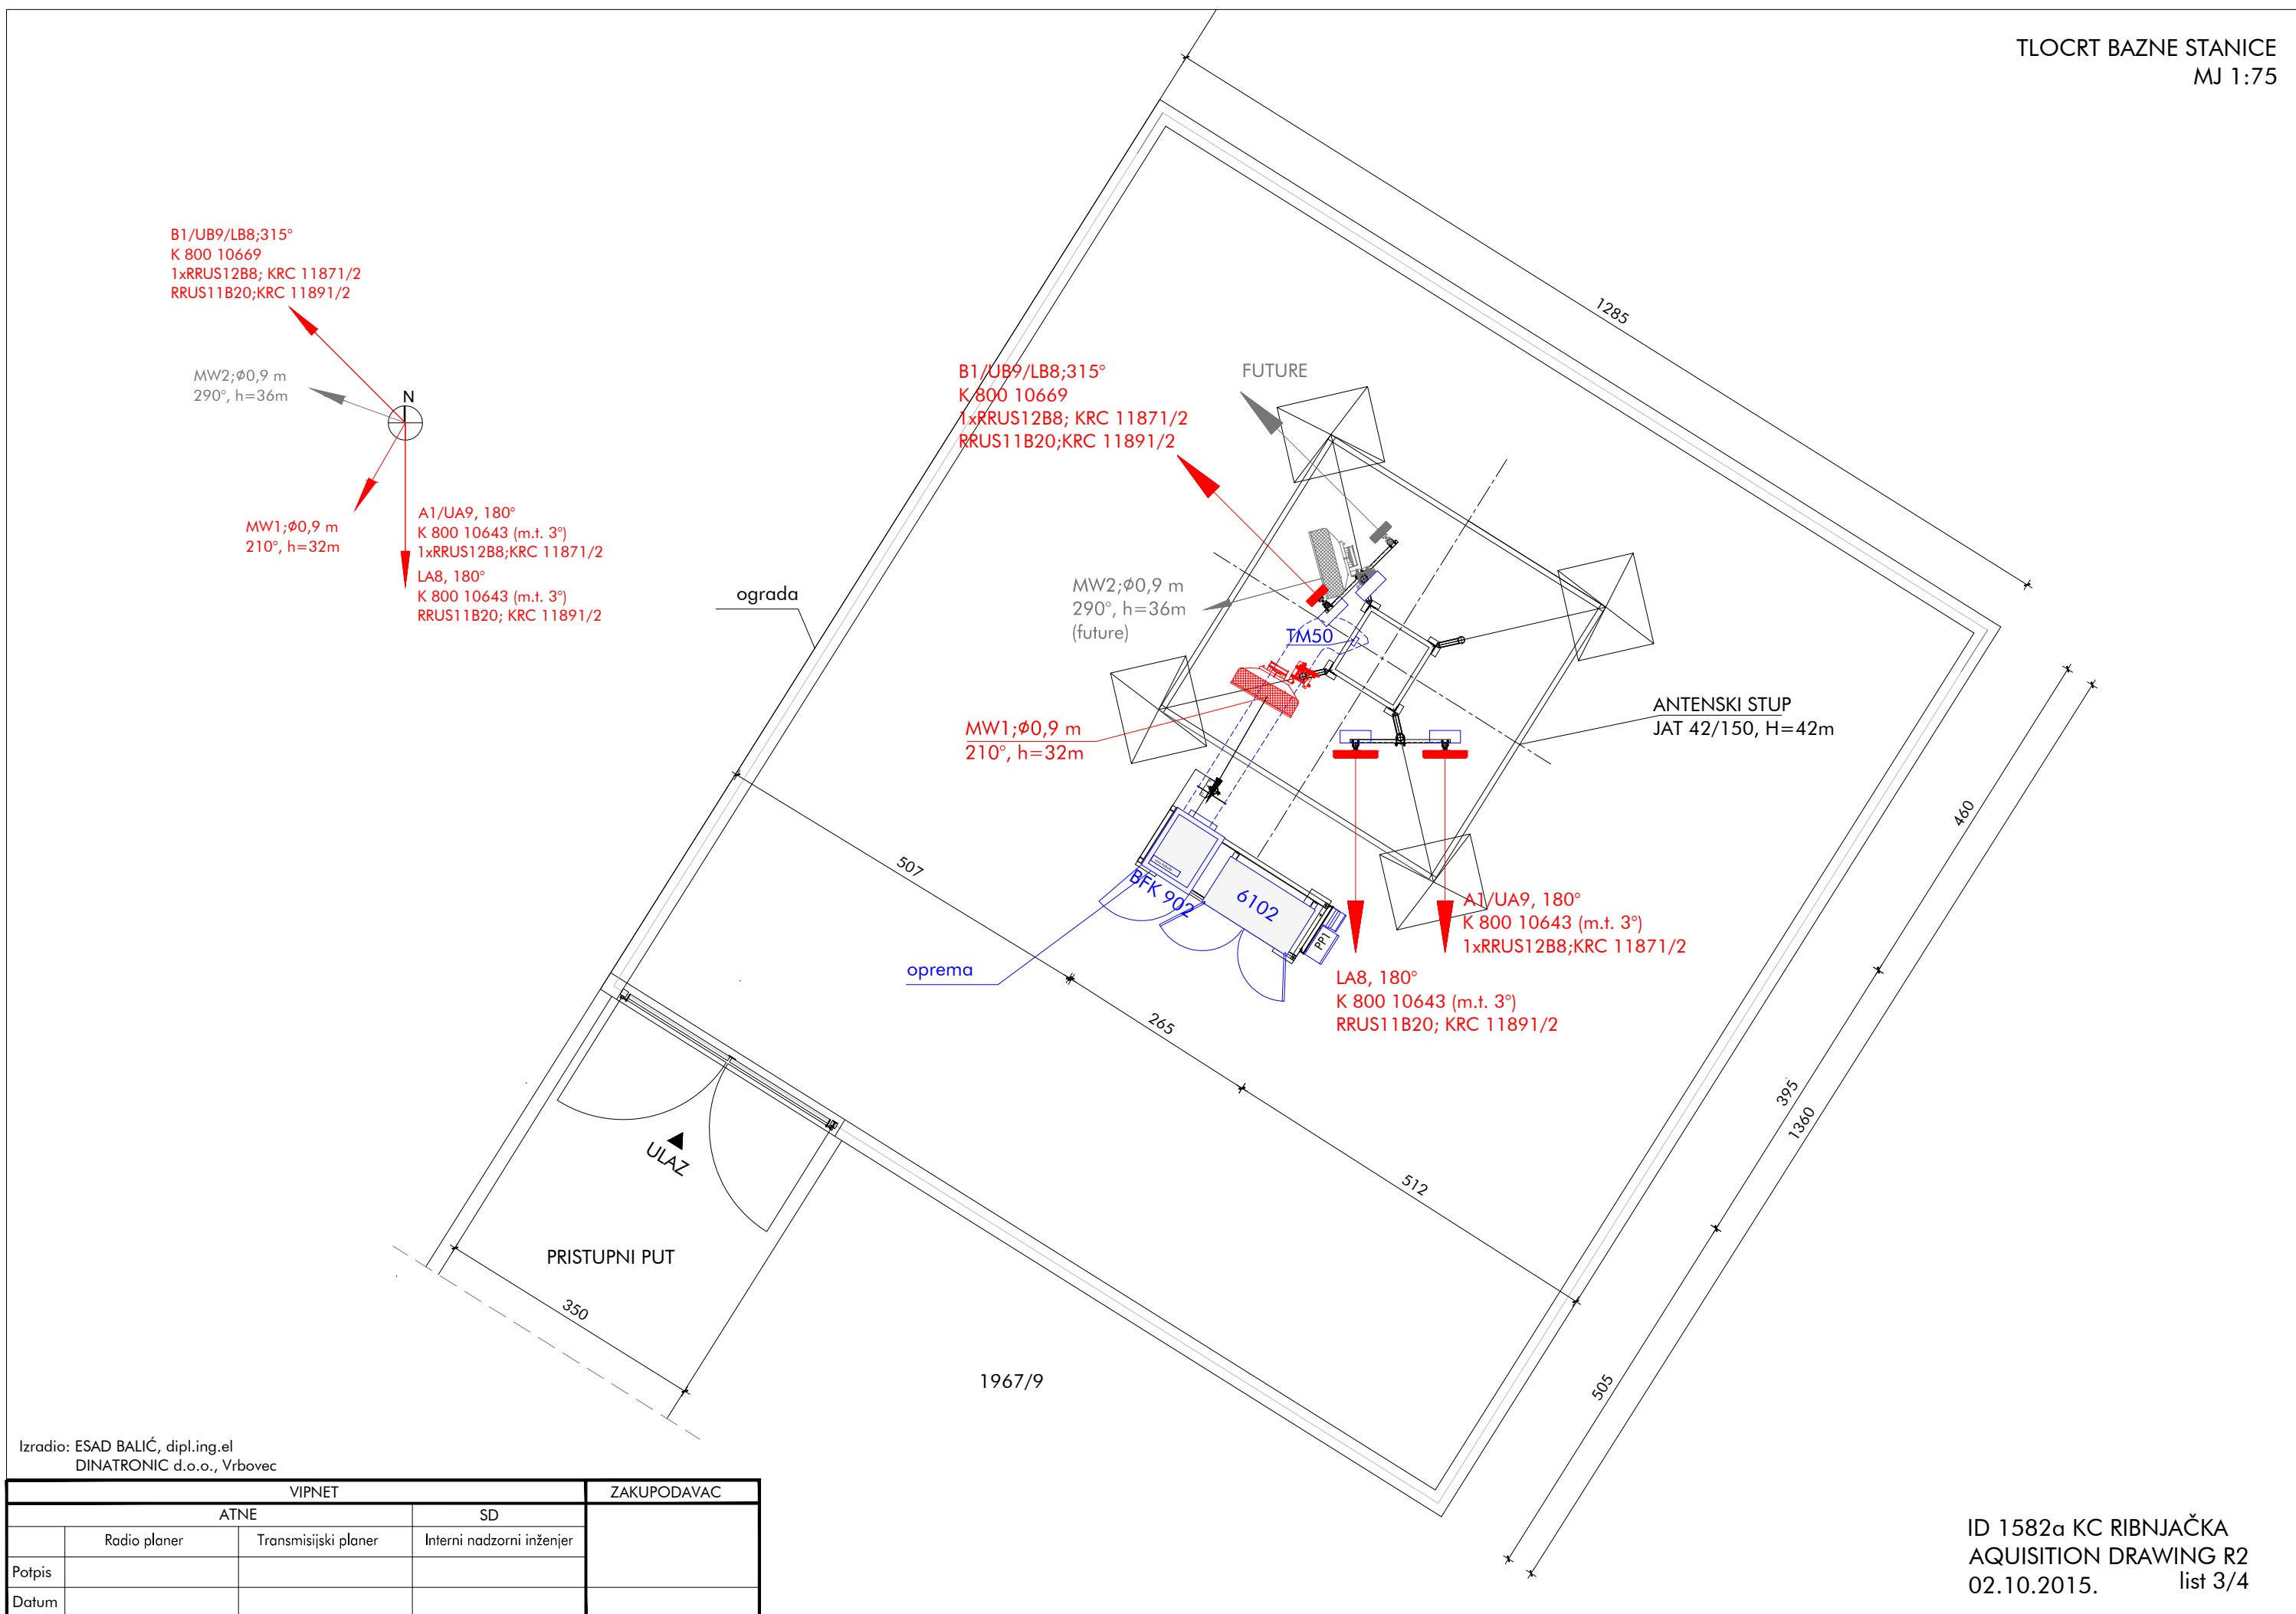 TLOCRT BAZNE STANICE
MJ 1:75
B1/UB9/LB8;315°
K 800 10669
1xRRUS12B8; KRC 11871/2
RRUS11B20;KRC 11891/2
MW2;ϕ0,9 m
290°, h=36m
N
MW1;ϕ0,9 m
210°, h=32m
A1/UA9, 180°
K 800 10643 (m.t. 3°)
1xRRUS12B8;KRC 11871/2
LA8, 180°
K 800 10643 (m.t. 3°)
RRUS11B20; KRC 11891/2
1285
B1/UB9/LB8;315°
K 800 10669
1xRRUS12B8; KRC 11871/2
RRUS11B20;KRC 11891/2
FUTURE
ograda
MW2;ϕ0,9 m
290°, h=36m
(future)
TM50
MW1;ϕ0,9 m
210°, h=32m
ANTENSKI STUP
JAT 42/150, H=42m
460
507
BFK 902
6102
PP1
A1/UA9, 180°
K 800 10643 (m.t. 3°)
1xRRUS12B8;KRC 11871/2
oprema
LA8, 180°
K 800 10643 (m.t. 3°)
RRUS11B20; KRC 11891/2
265
395
1360
ULAZ
512
PRISTUPNI PUT
350
505
1967/9
Izradio: ESAD BALIĆ, dipl.ing.el
DINATRONIC d.o.o., Vrbovec
VIPNET ZAKUPODAVAC
ATNE SD
Radio planer Transmisijski planer Interni nadzorni inženjer
Potpis
Datum
ID 1582a KC RIBNJAČKA
AQUISITION DRAWING R2
02.10.2015. list 3/4